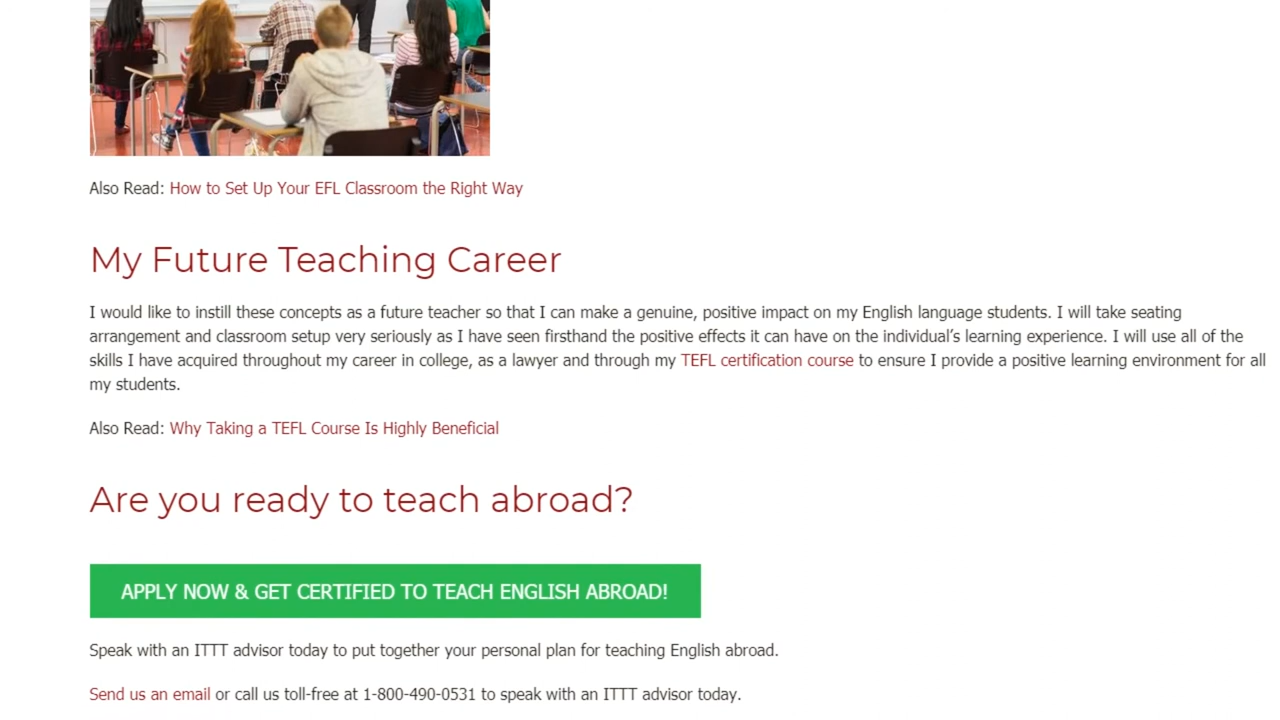 Also Read: How to Set Up Your EFL Classroom the Right Way
My Future Teaching Career
I would like to instill these concepts as a future teacher so that I can make a genuine, positive impact on my English language students. I will take seating
arrangement and classroom setup very seriously as I have seen firsthand the positive effects it can have on the individual’s learning experience. I will use all of the
skills I have acquired throughout my career in college, as a lawyer and through my TEFL certification course to ensure I provide a positive learning environment for all
my students.
Also Read: Why Taking a TEFL Course Is Highly Beneficial
Are you ready to teach abroad?
APPLY NOW & GET CERTIFIED TO TEACH ENGLISH ABROAD!
Speak with an ITTT advisor today to put together your personal plan for teaching English abroad.
Send us an email or call us toll-free at 1-800-490-0531 to speak with an ITTT advisor today.